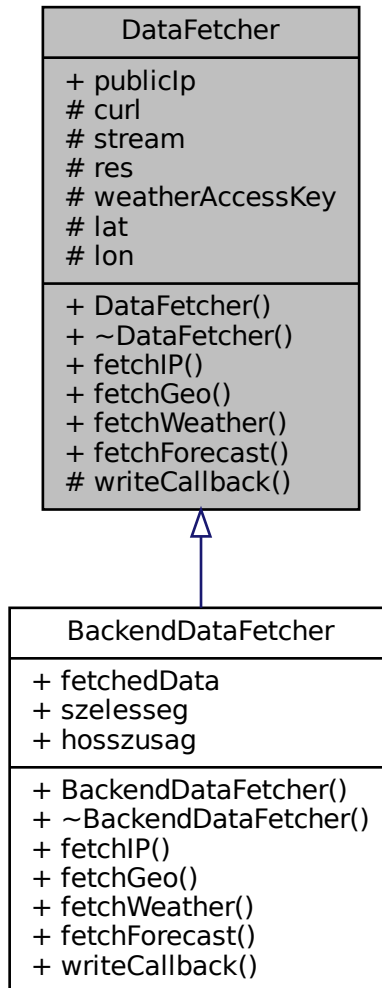 DataFetcher
+ publicIp
# curl
# stream
# res
# weatherAccessKey
# lat
# lon
+ DataFetcher()
+ ~DataFetcher()
+ fetchIP()
+ fetchGeo()
+ fetchWeather()
+ fetchForecast()
# writeCallback()
BackendDataFetcher
+ fetchedData
+ szelesseg
+ hosszusag
+ BackendDataFetcher()
+ ~BackendDataFetcher()
+ fetchIP()
+ fetchGeo()
+ fetchWeather()
+ fetchForecast()
+ writeCallback()